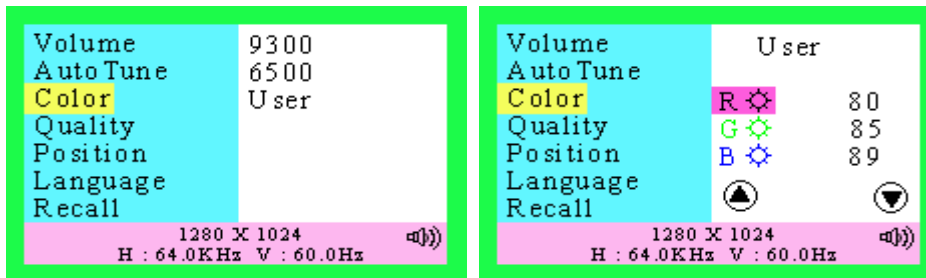 Volume
Auto Tune
Color
Quality
Position
Language
Recall
9300
6500
User
1280 X 1024
H : 64.0KHz V : 60.0Hz
Volume
Auto Tune
Color
Quality
Position
Language
Recall
User
R 80
G 85
B 89
1280 X 1024
H : 64.0KHz V : 60.0Hz